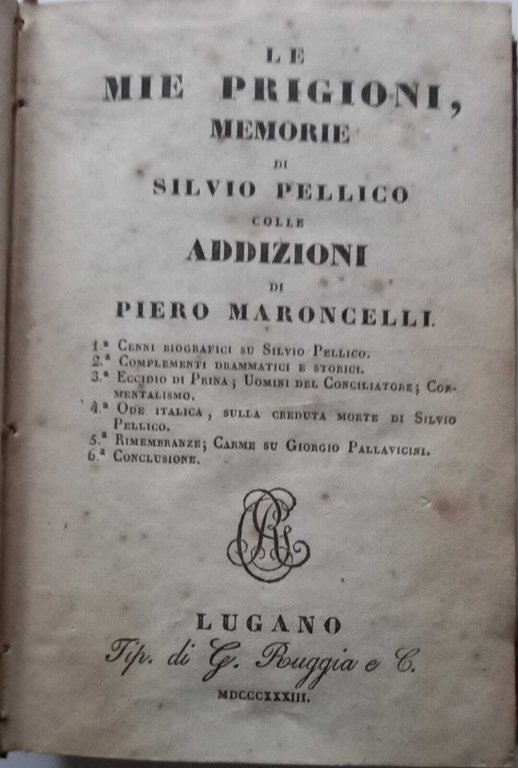 LE
MIE PRIGIONI,
MEMORIE
DI
SILVIO PELLICO
COLLE
ADDIZIONI
DI
PIERO MARONCELLI.
1.ª CENNI BIOGRAFICI SU SILVIO PELLICO.
2.ª COMPLEMENTI DRAMMATICI E STORICI.
3.ª ECCIDIO DI PRINA; UOMINI DEL CONCILIATORE; COR-
MENTALISMO.
4.ª ODE ITALICA, SULLA CREDUTA MORTE DI SILVIO
PELLICO.
5.ª RIMEMBRANZE; CARME SU GIORGIO PALLAVICINI.
6.ª CONCLUSIONE.
LUGANO
Tip. di G. Ruggia e C.
MDCCCXXXIII.